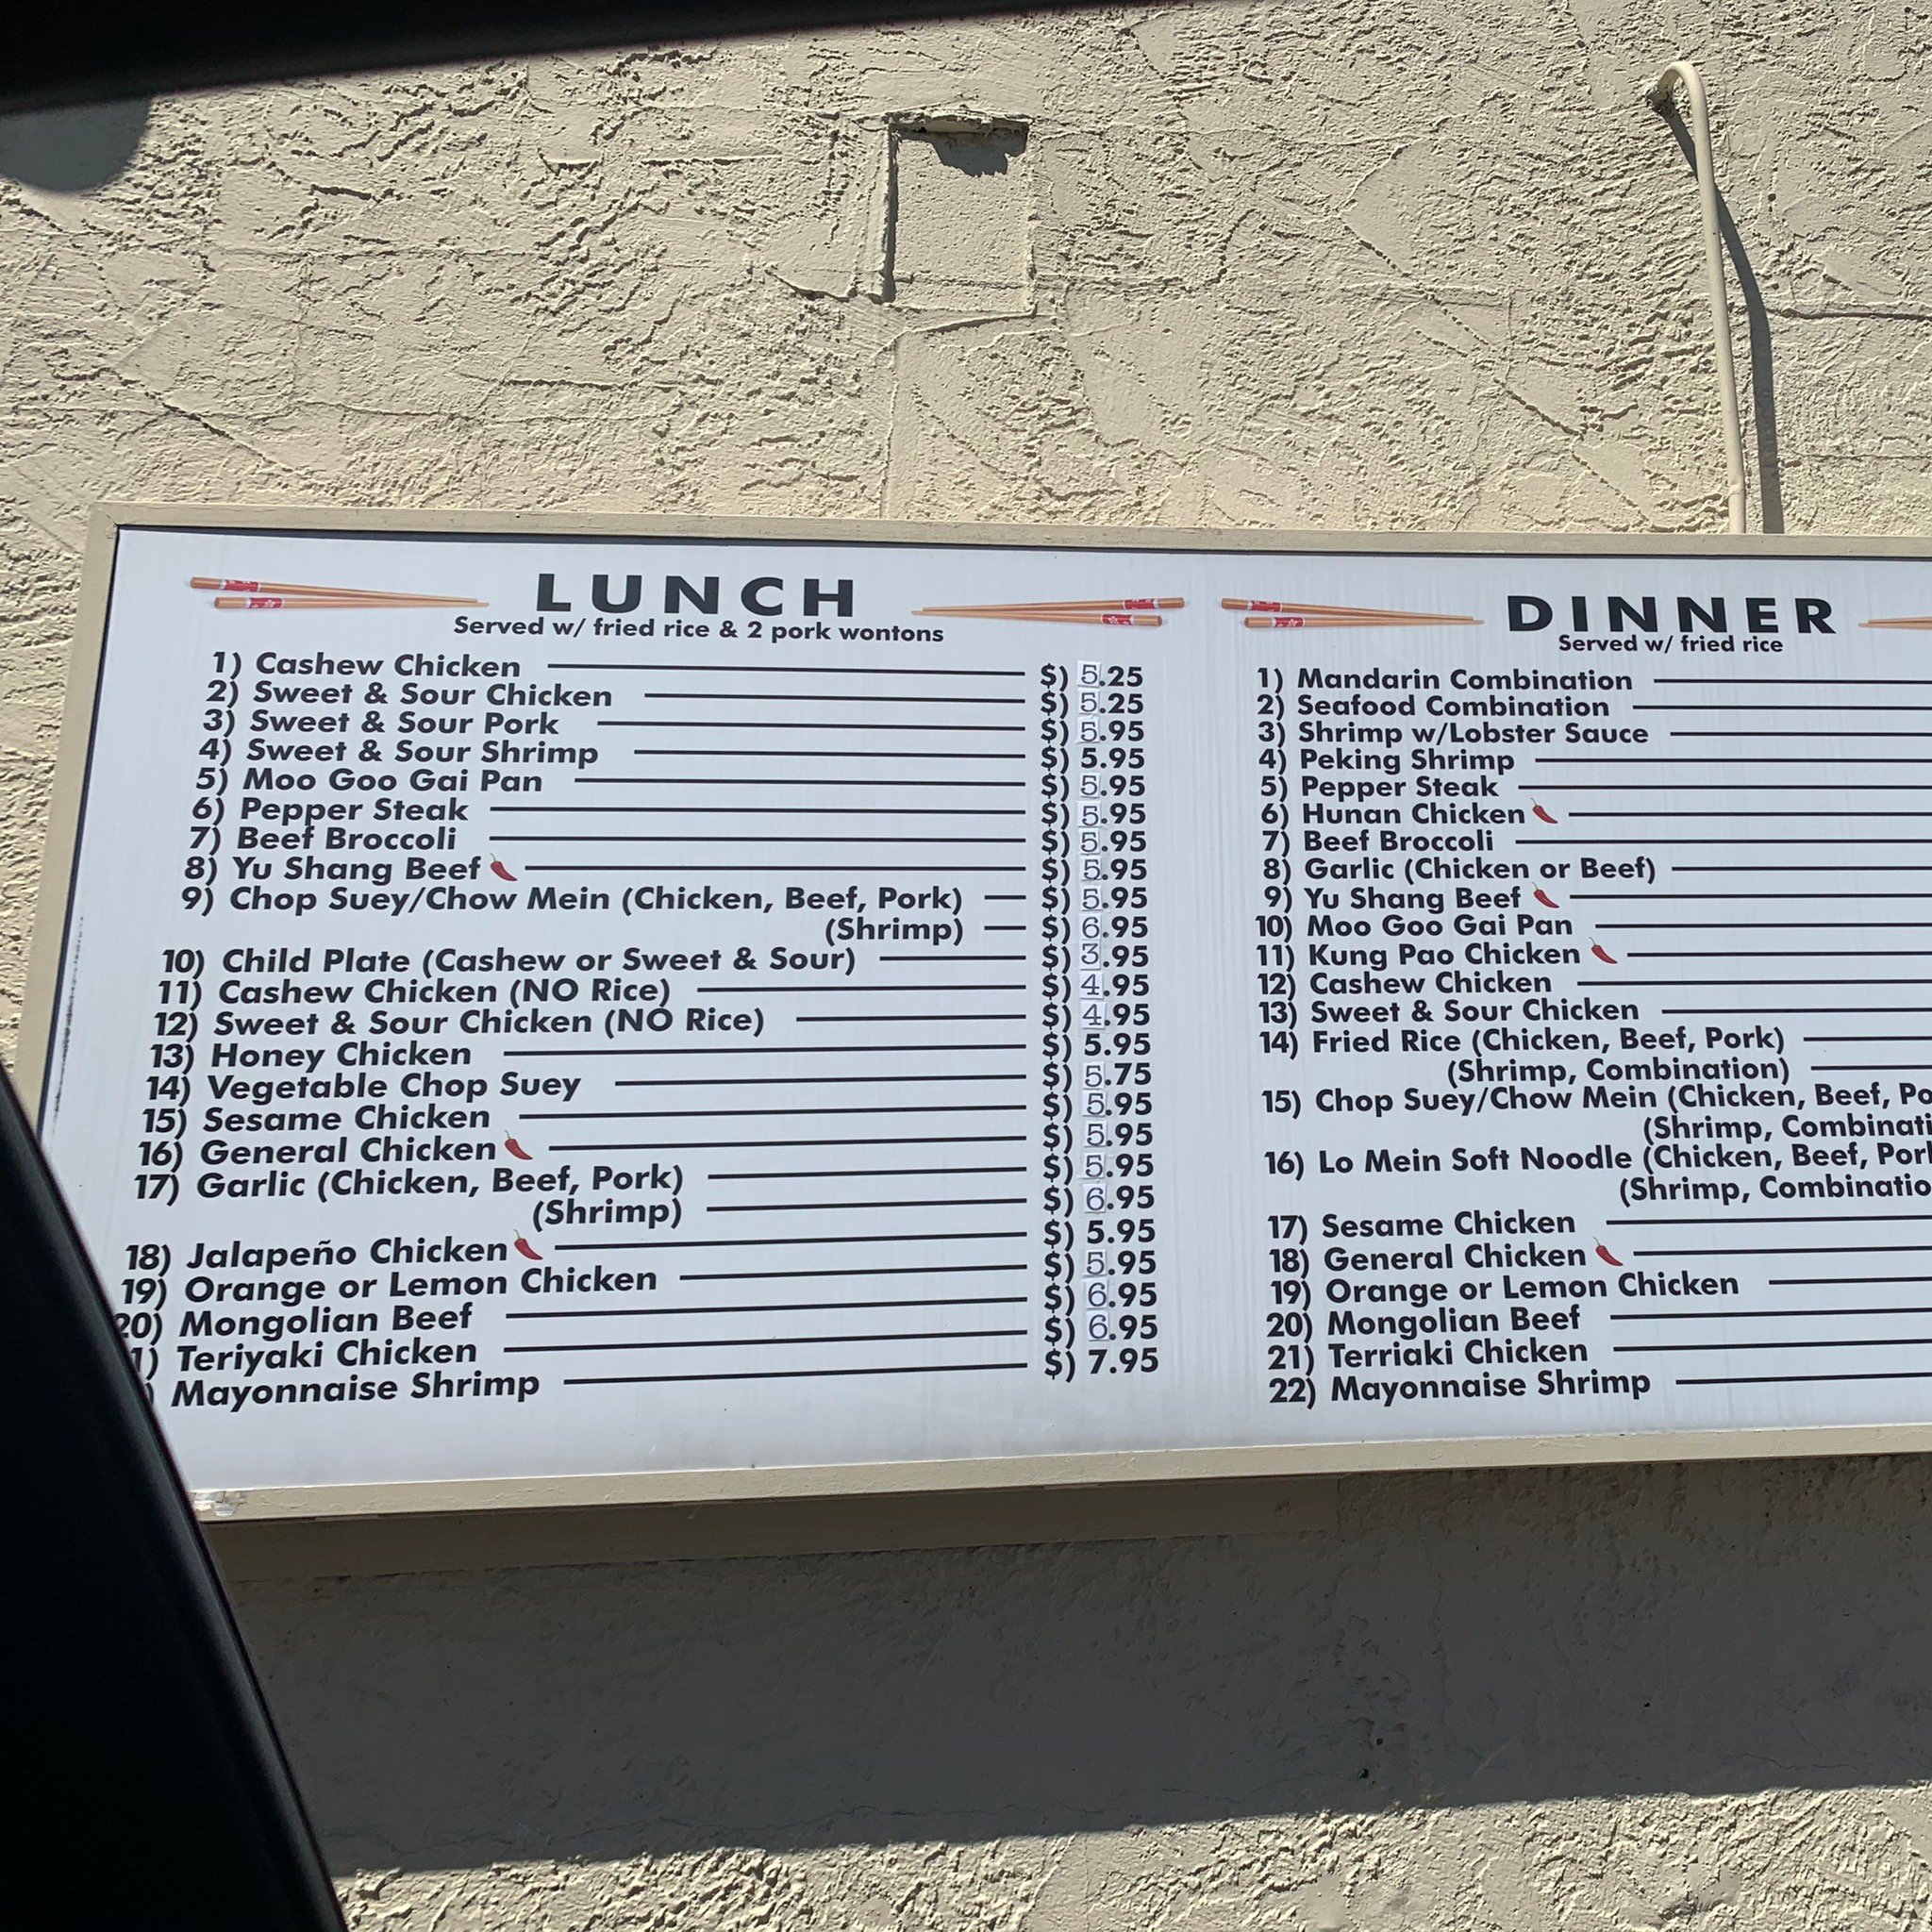 LUNCH
Served w/ fried rice & 2 pork wontons
1) Cashew Chicken $) 5.25
2) Sweet & Sour Chicken $) 5.25
3) Sweet & Sour Pork $) 5.95
4) Sweet & Sour Shrimp $) 5.95
5) Moo Goo Gai Pan $) 5.95
6) Pepper Steak $) 5.95
7) Beef Broccoli $) 5.95
8) Yu Shang Beef $) 5.95
9) Chop Suey/Chow Mein (Chicken, Beef, Pork) $) 5.95
(Shrimp) $) 6.95
10) Child Plate (Cashew or Sweet & Sour) $) 3.95
11) Cashew Chicken (NO Rice) $) 4.95
12) Sweet & Sour Chicken (NO Rice) $) 4.95
13) Honey Chicken $) 5.95
14) Vegetable Chop Suey $) 5.75
15) Sesame Chicken $) 5.95
16) General Chicken $) 5.95
17) Garlic (Chicken, Beef, Pork) $) 5.95
(Shrimp) $) 6.95
18) Jalapeño Chicken $) 5.95
19) Orange or Lemon Chicken $) 5.95
20) Mongolian Beef $) 6.95
1) Teriyaki Chicken $) 6.95
) Mayonnaise Shrimp $) 7.95
DINNER
Served w/ fried rice
1) Mandarin Combination
2) Seafood Combination
3) Shrimp w/Lobster Sauce
4) Peking Shrimp
5) Pepper Steak
6) Hunan Chicken
7) Beef Broccoli
8) Garlic (Chicken or Beef)
9) Yu Shang Beef
10) Moo Goo Gai Pan
11) Kung Pao Chicken
12) Cashew Chicken
13) Sweet & Sour Chicken
14) Fried Rice (Chicken, Beef, Pork)
(Shrimp, Combination)
15) Chop Suey/Chow Mein (Chicken, Beef, Po
(Shrimp, Combinati
16) Lo Mein Soft Noodle (Chicken, Beef, Por
(Shrimp, Combinatio
17) Sesame Chicken
18) General Chicken
19) Orange or Lemon Chicken
20) Mongolian Beef
21) Terriaki Chicken
22) Mayonnaise Shrimp